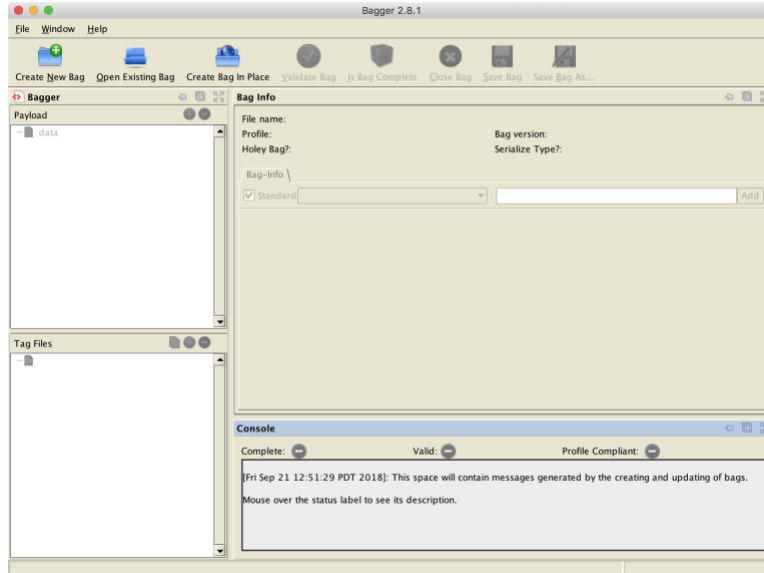 Bagger 2.8.1
File Window Help
Create New Bag Open Existing Bag Create Bag In Place Validate Bag Is Bag Complete Close Bag Save Bag Save Bag As...
Bagger
Payload
data
Tag Files
Bag Info
File name:
Profile: Bag version:
Holey Bag?: Serialize Type?:
Bag-Info
Standard : Add
Console
Complete: Valid: Profile Compliant:
[Fri Sep 21 12:51:29 PDT 2018]: This space will contain messages generated by the creating and updating of bags.
Mouse over the status label to see its description.